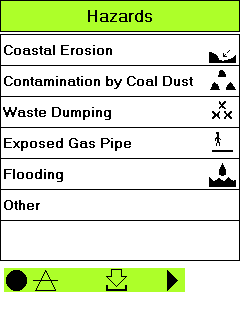 Hazards
Coastal Erosion
Contamination by Coal Dust
Waste Dumping
Exposed Gas Pipe
Flooding
Other